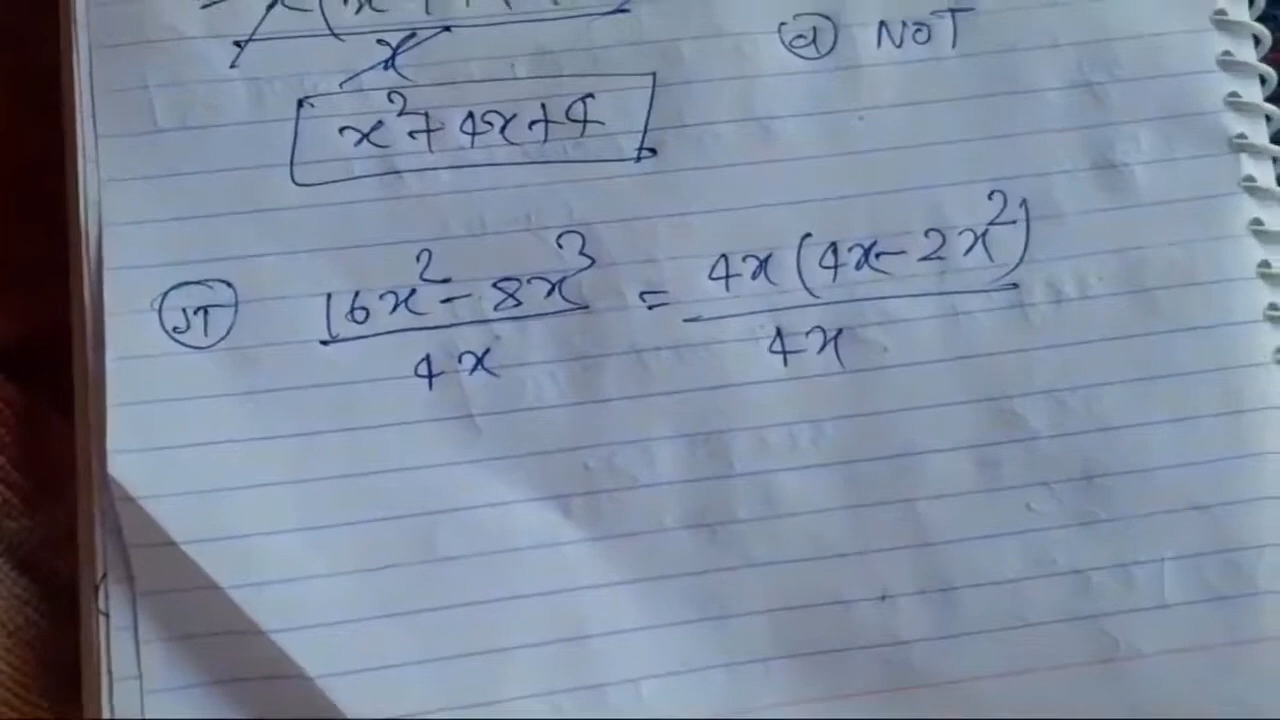 x
ⓐ NOT
x² + 4x + 4
16x² - 8x³ / 4x = 4x (4x - 2x²) / 4x